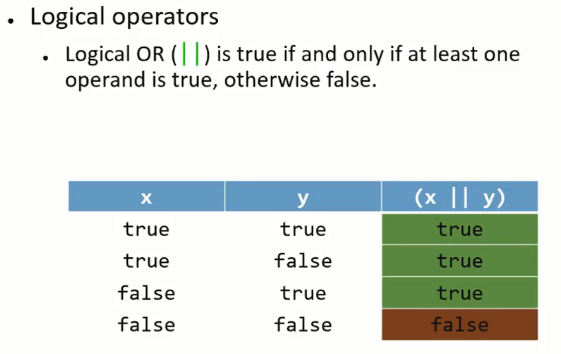 • Logical operators
• Logical OR (||) is true if and only if at least one
operand is true, otherwise false.
x y (x || y)
true true true
true false true
false true true
false false false